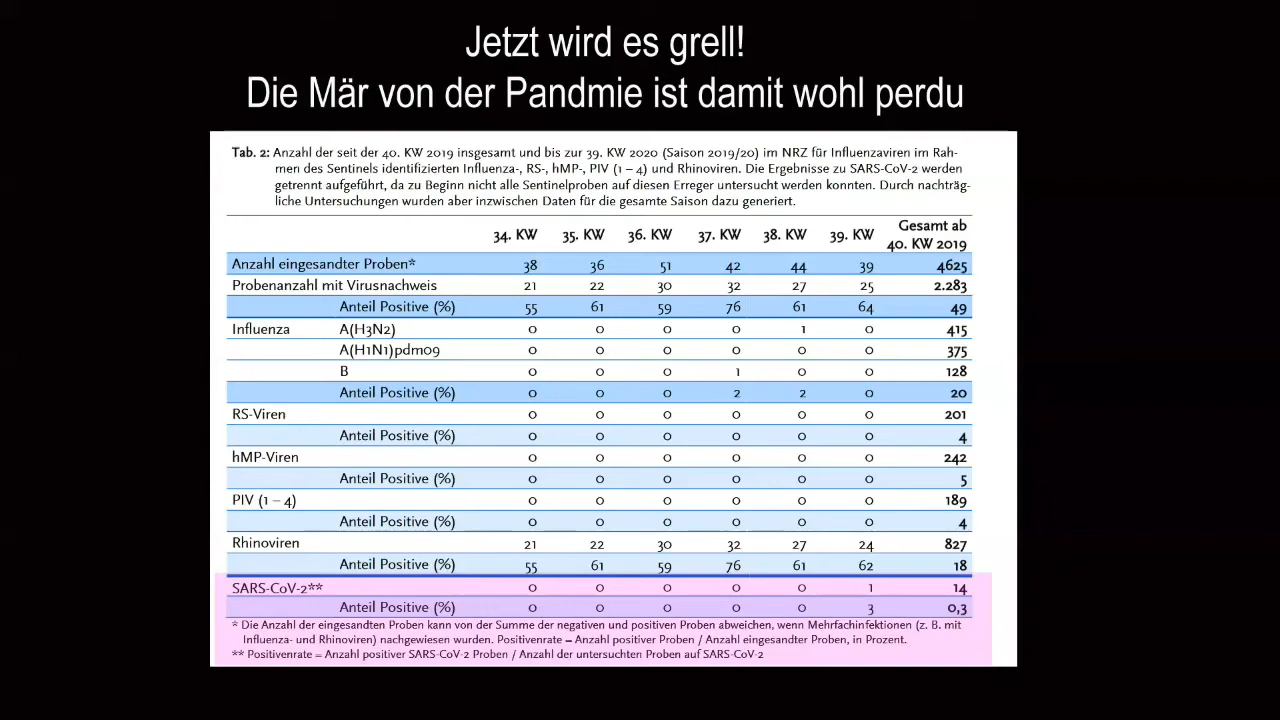 Jetzt wird es grell!
Die Mär von der Pandmie ist damit wohl perdu
Tab. 2: Anzahl der seit der 40. KW 2019 insgesamt und bis zur 39. KW 2020 (Saison 2019/20) im NRZ für Influenzaviren im Rah-
men des Sentinels identifizierten Influenza-, RS-, hMP-, PIV (1 – 4) und Rhinoviren. Die Ergebnisse zu SARS-CoV-2 werden
getrennt aufgeführt, da zu Beginn nicht alle Sentinelproben auf diesen Erreger untersucht werden konnten. Durch nachträg-
liche Untersuchungen wurden aber inzwischen Daten für die gesamte Saison dazu generiert.
34. KW 35. KW 36. KW 37. KW 38. KW 39. KW Gesamt ab
40. KW 2019
Anzahl eingesandter Proben* 38 36 51 42 44 39 4625
Probenanzahl mit Virusnachweis 21 22 30 32 27 25 2.283
Anteil Positive (%) 55 61 59 76 61 64 49
Influenza A(H3N2) 0 0 0 0 1 0 415
A(H1N1)pdm09 0 0 0 0 0 0 375
B 0 0 0 1 0 0 128
Anteil Positive (%) 0 0 0 2 2 0 20
RS-Viren 0 0 0 0 0 0 201
Anteil Positive (%) 0 0 0 0 0 0 4
hMP-Viren 0 0 0 0 0 0 242
Anteil Positive (%) 0 0 0 0 0 0 5
PIV (1 – 4) 0 0 0 0 0 0 189
Anteil Positive (%) 0 0 0 0 0 0 4
Rhinoviren 21 22 30 32 27 24 827
Anteil Positive (%) 55 61 59 76 61 62 18
SARS-CoV-2** 0 0 0 0 0 1 14
Anteil Positive (%) 0 0 0 0 0 3 0,3
* Die Anzahl der eingesandten Proben kann von der Summe der negativen und positiven Proben abweichen, wenn Mehrfachinfektionen (z. B. mit
Influenza- und Rhinoviren) nachgewiesen wurden. Positivenrate = Anzahl positiver Proben / Anzahl eingesandter Proben, in Prozent.
** Positivenrate = Anzahl positiver SARS-CoV-2 Proben / Anzahl der untersuchten Proben auf SARS-CoV-2